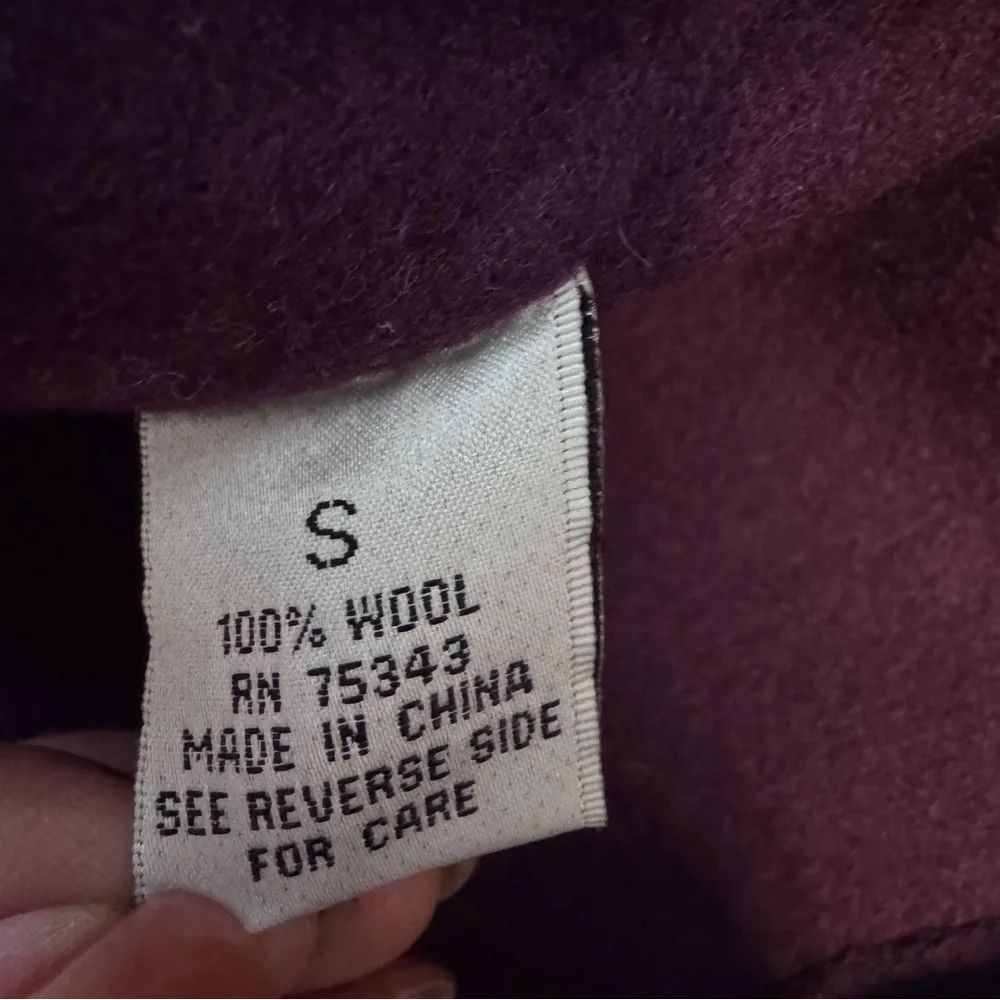 S
100% WOOL
RN 75343
MADE IN CHINA
SEE REVERSE SIDE
FOR CARE